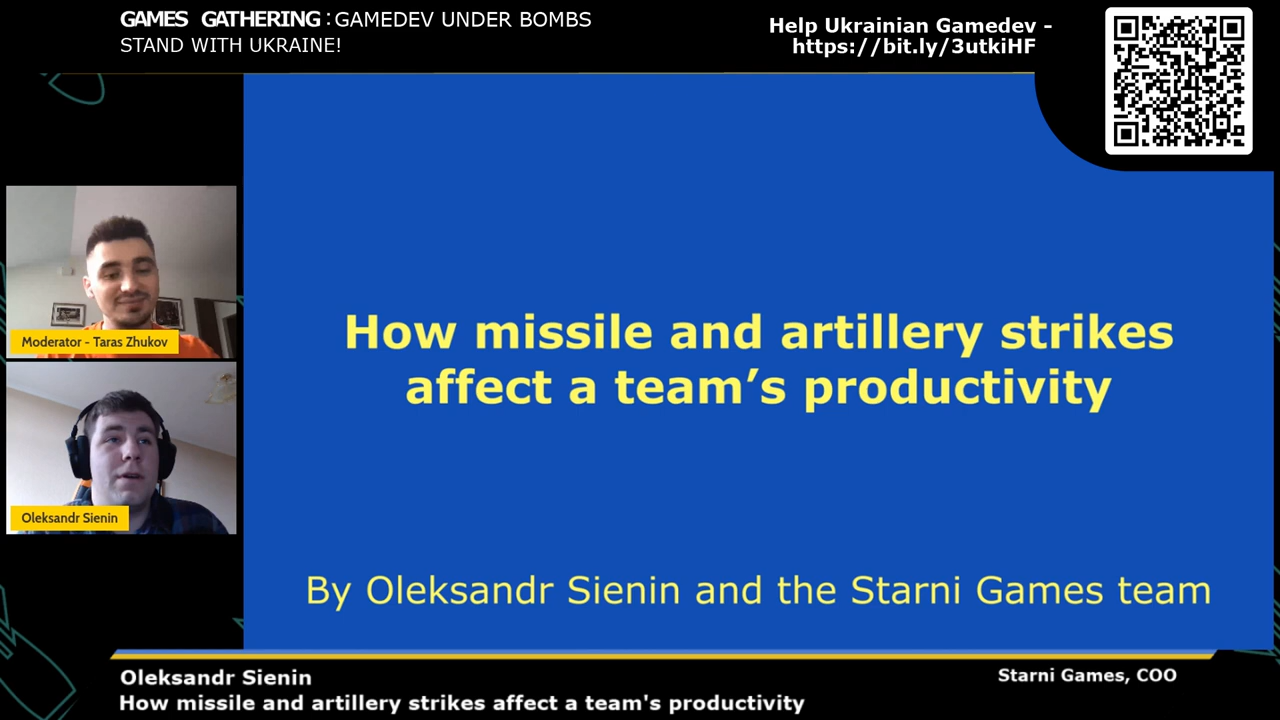 GAMES GATHERING : GAMEDEV UNDER BOMBS
STAND WITH UKRAINE!
Help Ukrainian Gamedev -
https://bit.ly/3utkiHF
How missile and artillery strikes
affect a team’s productivity
Moderator - Taras Zhukov
Oleksandr Sienin
By Oleksandr Sienin and the Starni Games team
Oleksandr Sienin
Starni Games, COO
How missile and artillery strikes affect a team's productivity